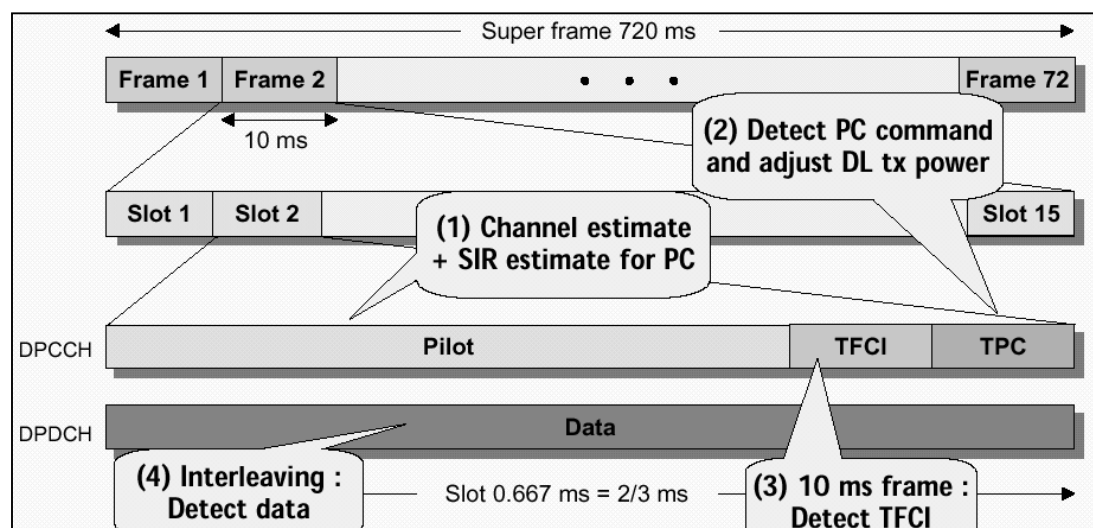 Super frame 720 ms
Frame 1 Frame 2 • • • Frame 72
10 ms
(2) Detect PC command
and adjust DL tx power
Slot 1 Slot 2 Slot 15
(1) Channel estimate
+ SIR estimate for PC
DPCCH Pilot TFCI TPC
DPDCH Data
(4) Interleaving :
Detect data
Slot 0.667 ms = 2/3 ms
(3) 10 ms frame :
Detect TFCI